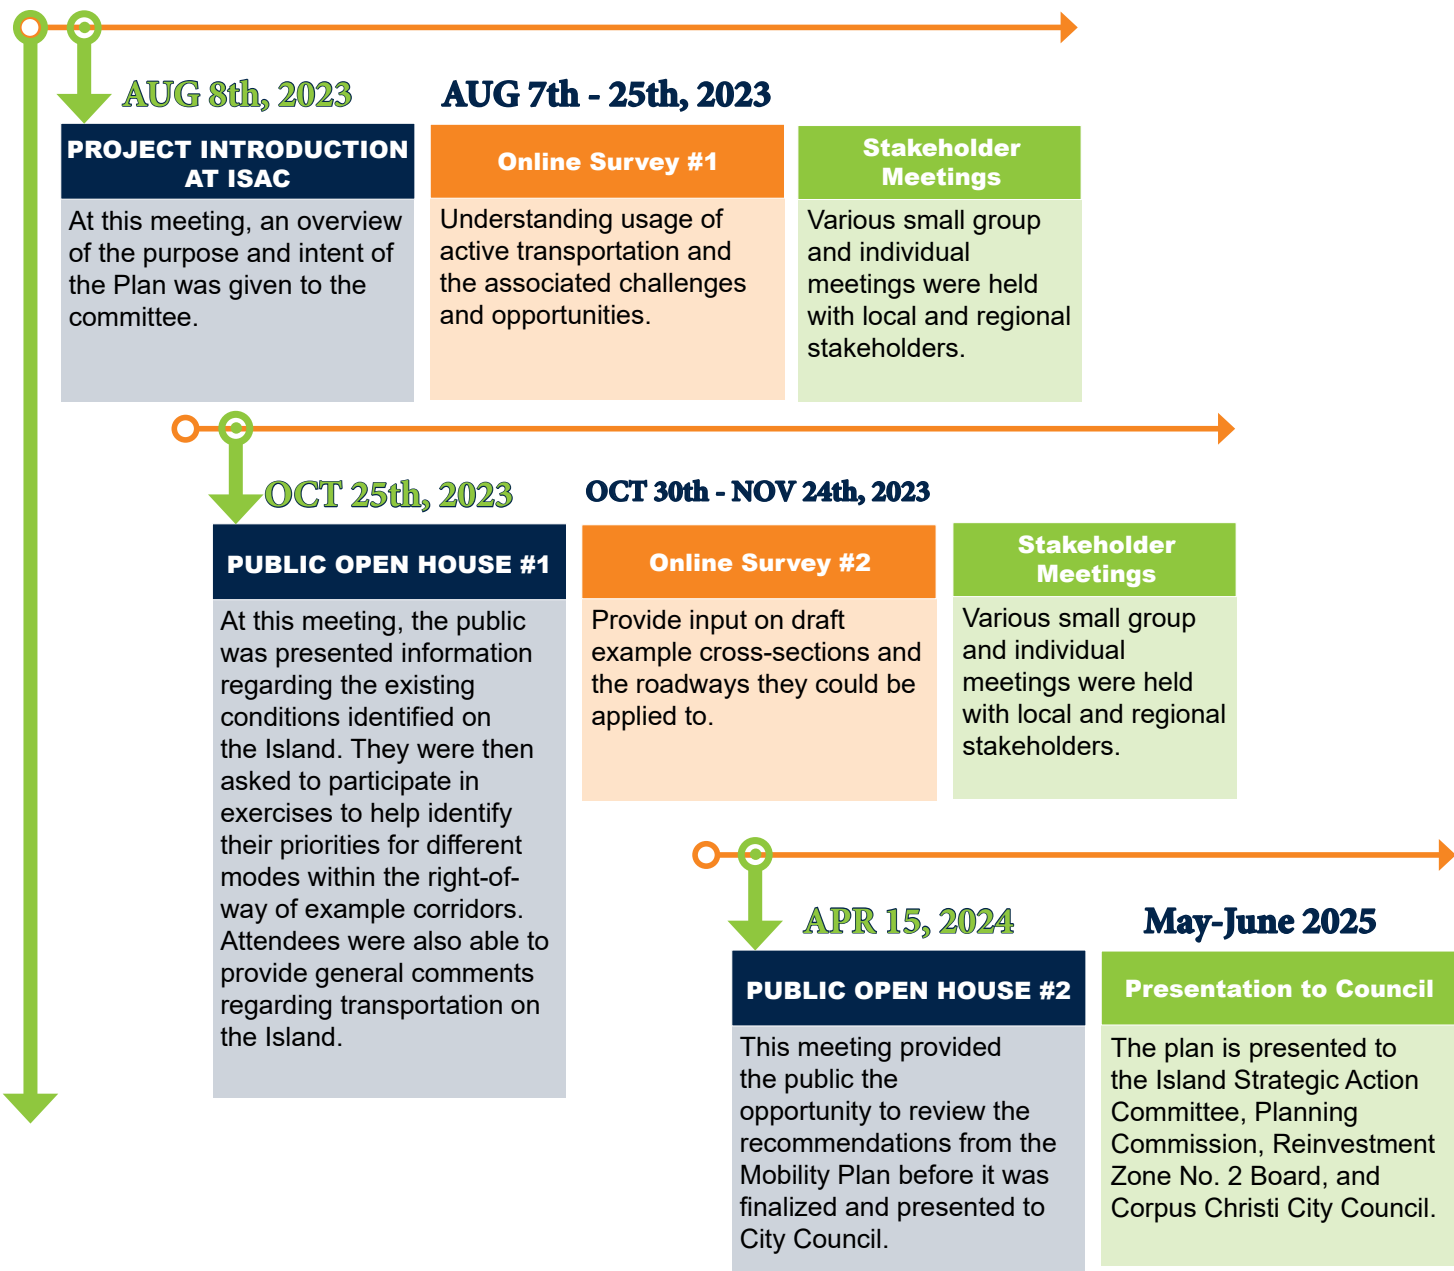 AUG 8th, 2023
PROJECT INTRODUCTION
AT ISAC
At this meeting, an overview
of the purpose and intent of
the Plan was given to the
committee.
AUG 7th - 25th, 2023
Online Survey #1
Understanding usage of
active transportation and
the associated challenges
and opportunities.
Stakeholder
Meetings
Various small group
and individual
meetings were held
with local and regional
stakeholders.
OCT 25th, 2023
PUBLIC OPEN HOUSE #1
At this meeting, the public
was presented information
regarding the existing
conditions identified on
the Island. They were then
asked to participate in
exercises to help identify
their priorities for different
modes within the right-of-
way of example corridors.
Attendees were also able to
provide general comments
regarding transportation on
the Island.
OCT 30th - NOV 24th, 2023
Online Survey #2
Provide input on draft
example cross-sections and
the roadways they could be
applied to.
Stakeholder
Meetings
Various small group
and individual
meetings were held
with local and regional
stakeholders.
APR 15, 2024
PUBLIC OPEN HOUSE #2
This meeting provided
the public the
opportunity to review the
recommendations from the
Mobility Plan before it was
finalized and presented to
City Council.
May-June 2025
Presentation to Council
The plan is presented to
the Island Strategic Action
Committee, Planning
Commission, Reinvestment
Zone No. 2 Board, and
Corpus Christi City Council.